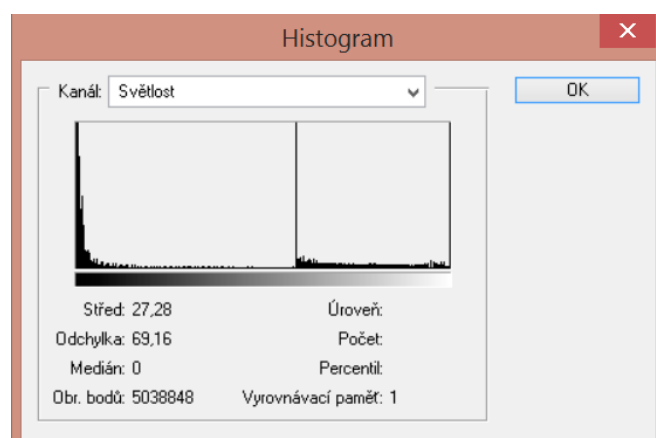 Histogram
Kanál: Světlost
OK
Střed: 27,28 Úroveň:
Odchylka: 69,16 Počet:
Medián: 0 Percentil:
Obr. bodů: 5038848 Vyrovnávací paměť: 1